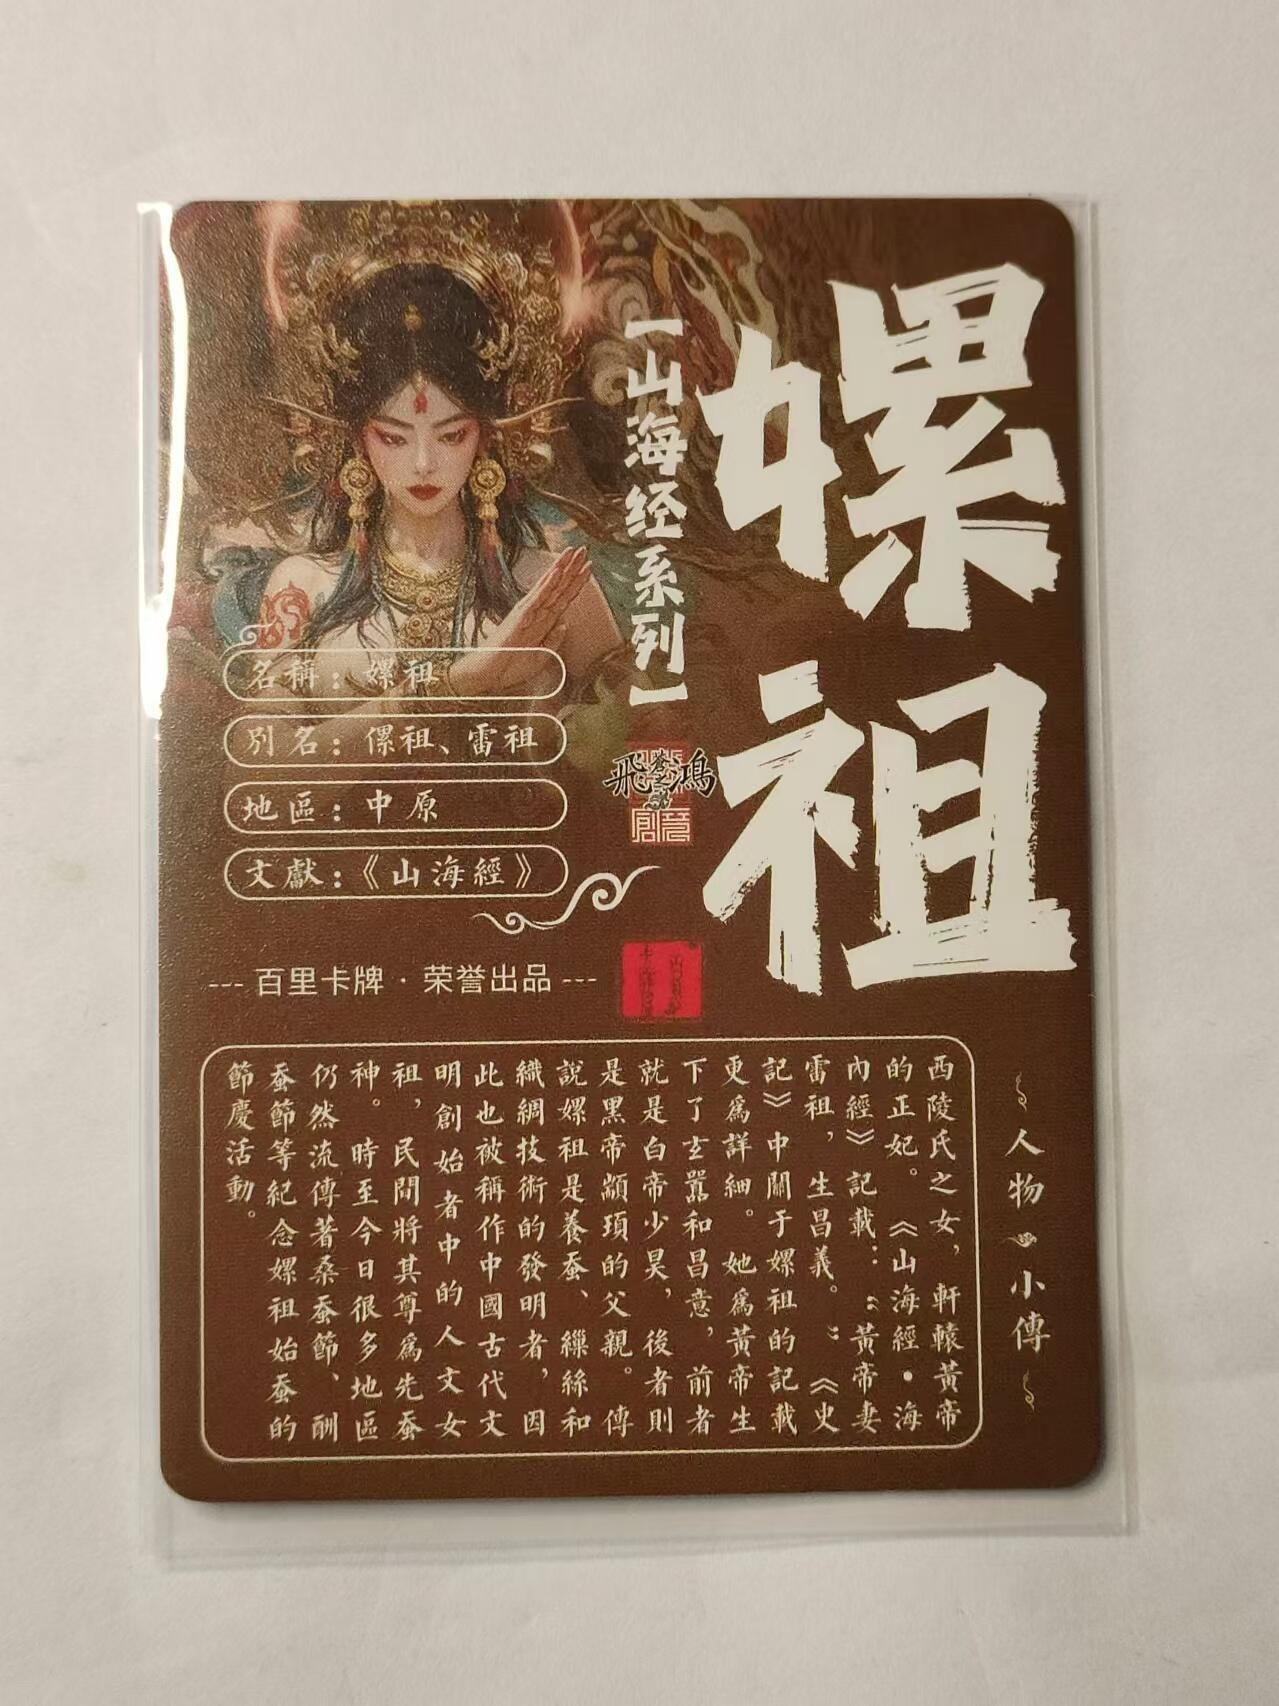 嫘祖
【山海经系列】
飛鴻
名稱：嫘祖
別名：傫祖、雷祖
地區：中原
文獻：《山海經》
--- 百里卡牌 · 荣誉出品 ---
人物小傳
西陵氏之女，軒轅黃帝
的正妃。《山海經•海
內經》記載：“黃帝妻
雷祖，生昌義。”《史
記》中關于嫘祖的記載
更爲詳細。她爲黃帝生
下了玄囂和昌意，前者
就是白帝少昊，後者則
是黑帝顓頊的父親。傳
說嫘祖是養蚕、繅絲和
織綢技術的發明者，因
此也被稱作中國古代文
明創始者中的人文女
祖，民間將其尊爲先蚕
神。時至今日很多地區
仍然流傳著桑蚕節、酬
蚕節等紀念嫘祖始蚕的
節慶活動。